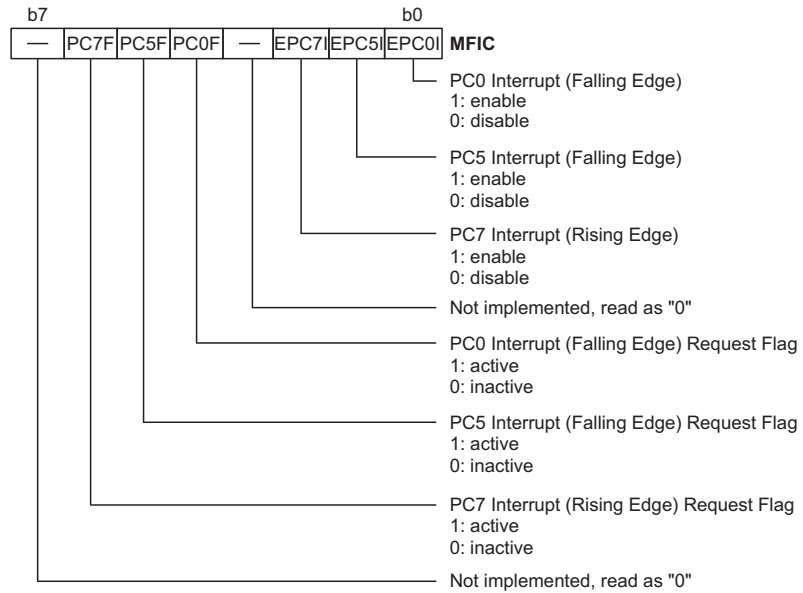 b7 b0
— PC7F PC5F PC0F — EPC7I EPC5I EPC0I MFIC
PC0 Interrupt (Falling Edge)
1: enable
0: disable
PC5 Interrupt (Falling Edge)
1: enable
0: disable
PC7 Interrupt (Rising Edge)
1: enable
0: disable
Not implemented, read as "0"
PC0 Interrupt (Falling Edge) Request Flag
1: active
0: inactive
PC5 Interrupt (Falling Edge) Request Flag
1: active
0: inactive
PC7 Interrupt (Rising Edge) Request Flag
1: active
0: inactive
Not implemented, read as "0"